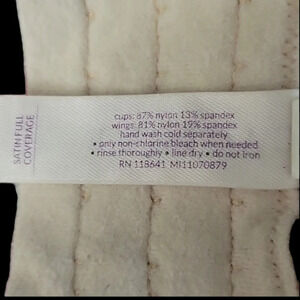 SATIN FULL
COVERAGE
cups: 87% nylon 13% spandex
wings: 81% nylon 19% spandex
hand wash cold separately
• only non-chlorine bleach when needed
• rinse thoroughly • line dry • do not iron
RN 118641 MI11070879